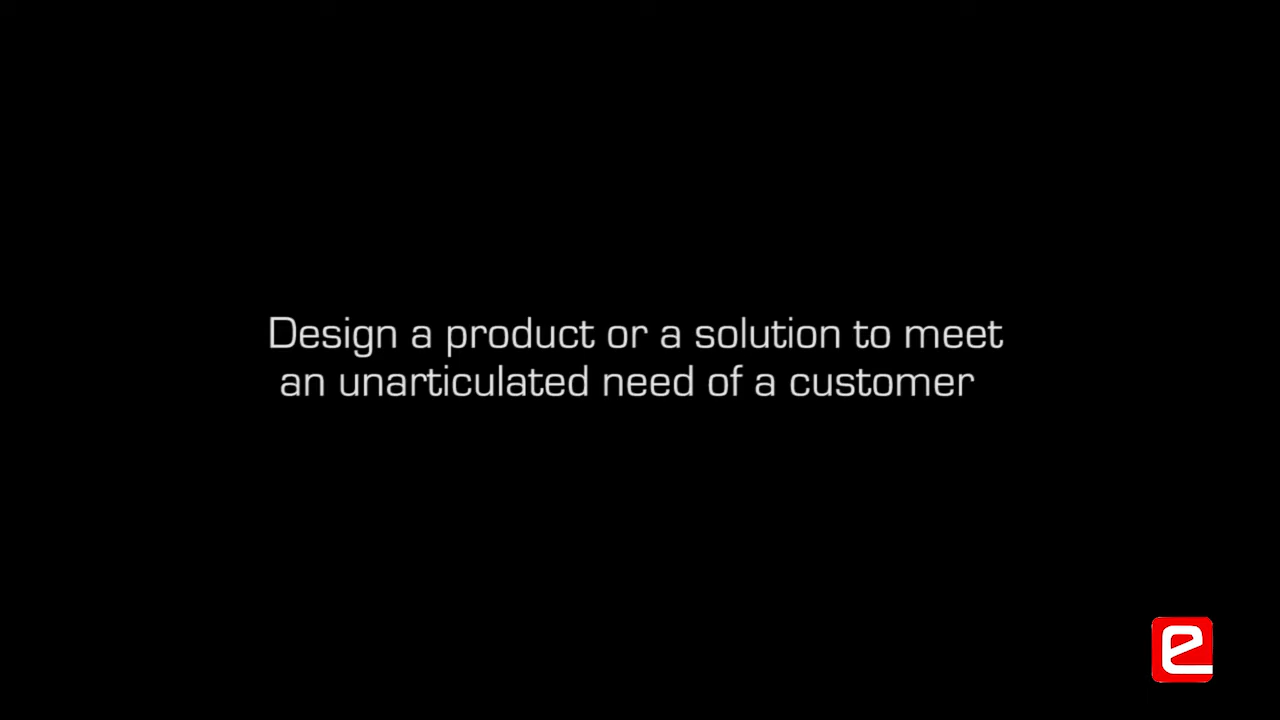 Design a product or a solution to meet
an unarticulated need of a customer
e